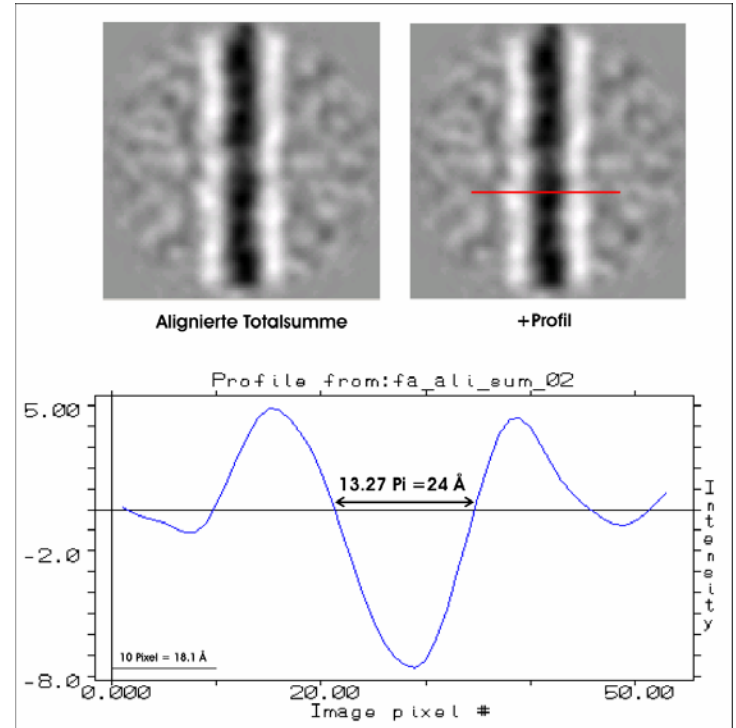 Alignierte Totalsumme
+Profil
Profile from:fa_ali_sum_02
5.00
13.27 Pi =24 Å
Intensity
-2.0
10 Pixel = 18.1 Å
-8.0
0.000
20.00
50.00
Image pixel #